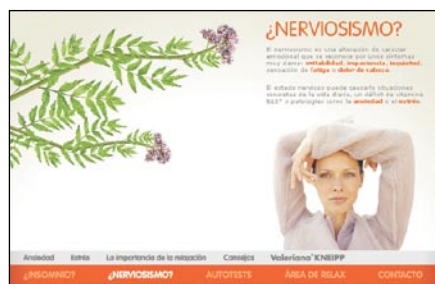 ¿NERVIOSISMO?
El nerviosismo es una alteración de carácter
emocional que se reconoce por unos síntomas
muy claros: irritabilidad, impaciencia, inquietud,
sensación de fatiga o dolor de cabeza.
El estado nervioso puede causarlo situaciones
concretas de la vida diaria, un déficit de vitamina
o patologías como la ansiedad o el estrés.
Ansiedad Estrés La importancia de la relajación Consejos Valeriana KNEIPP
¿INSOMNIO? ¿NERVIOSISMO? AUTOTESTS ÁREA DE RELAX CONTACTO